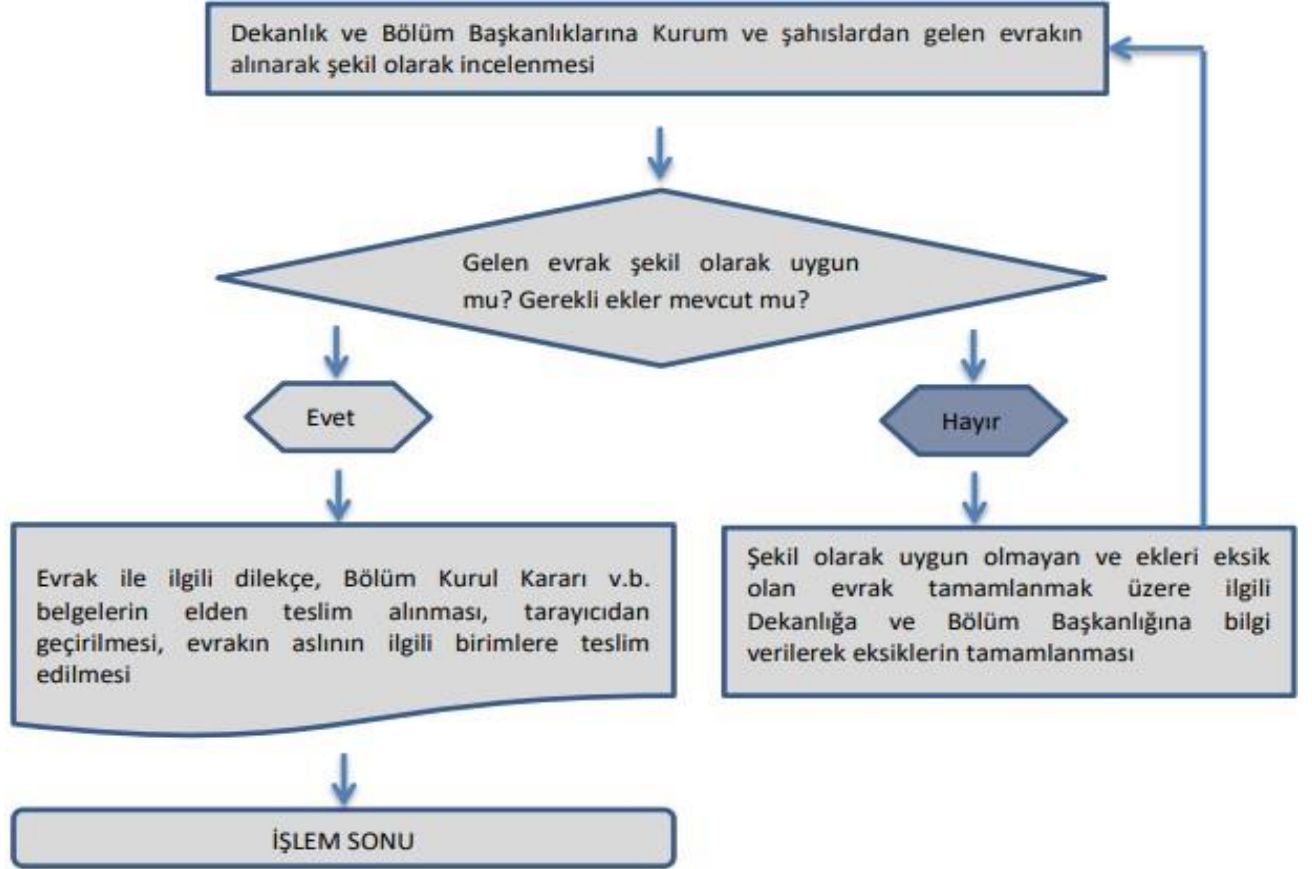 Dekanlık ve Bölüm Başkanlıklarına Kurum ve şahıslardan gelen evrakın
alınarak şekil olarak incelenmesi
Gelen evrak şekil olarak uygun
mu? Gerekli ekler mevcut mu?
Evet
Hayır
Evrak ile ilgili dilekçe, Bölüm Kurul Kararı v.b.
belgelerin elden teslim alınması, tarayıcıdan
geçirilmesi, evrakın aslının ilgili birimlere teslim
edilmesi
Şekil olarak uygun olmayan ve ekleri eksik
olan evrak tamamlanmak üzere ilgili
Dekanlığa ve Bölüm Başkanlığına bilgi
verilerek eksiklerin tamamlanması
İŞLEM SONU